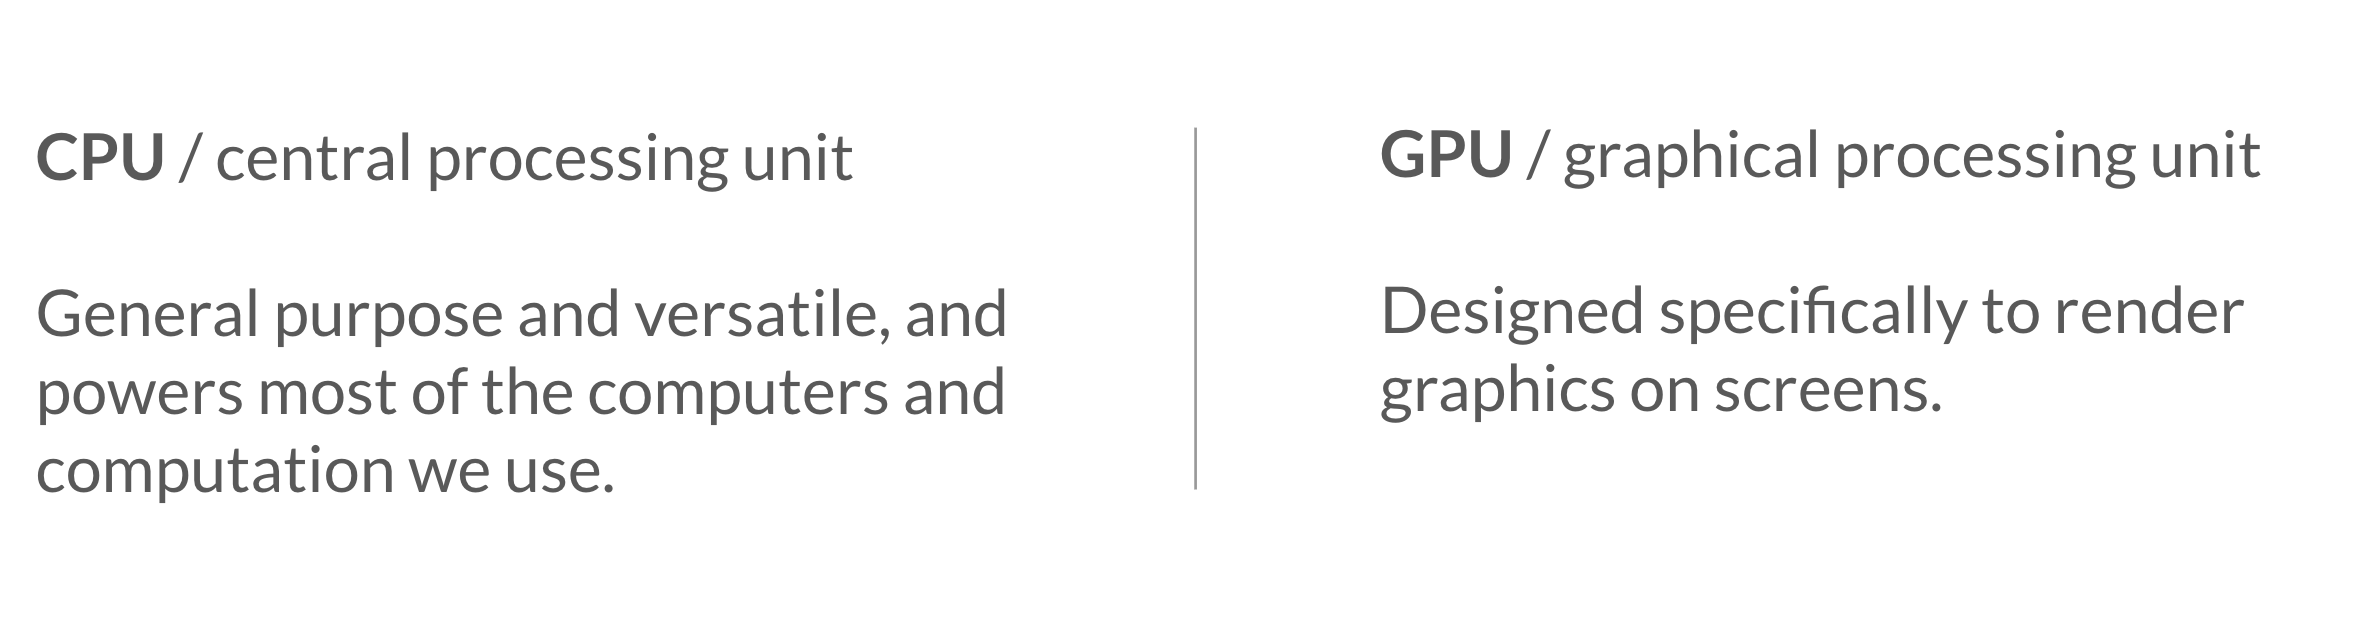 CPU / central processing unit
General purpose and versatile, and
powers most of the computers and
computation we use.
GPU / graphical processing unit
Designed specifically to render
graphics on screens.